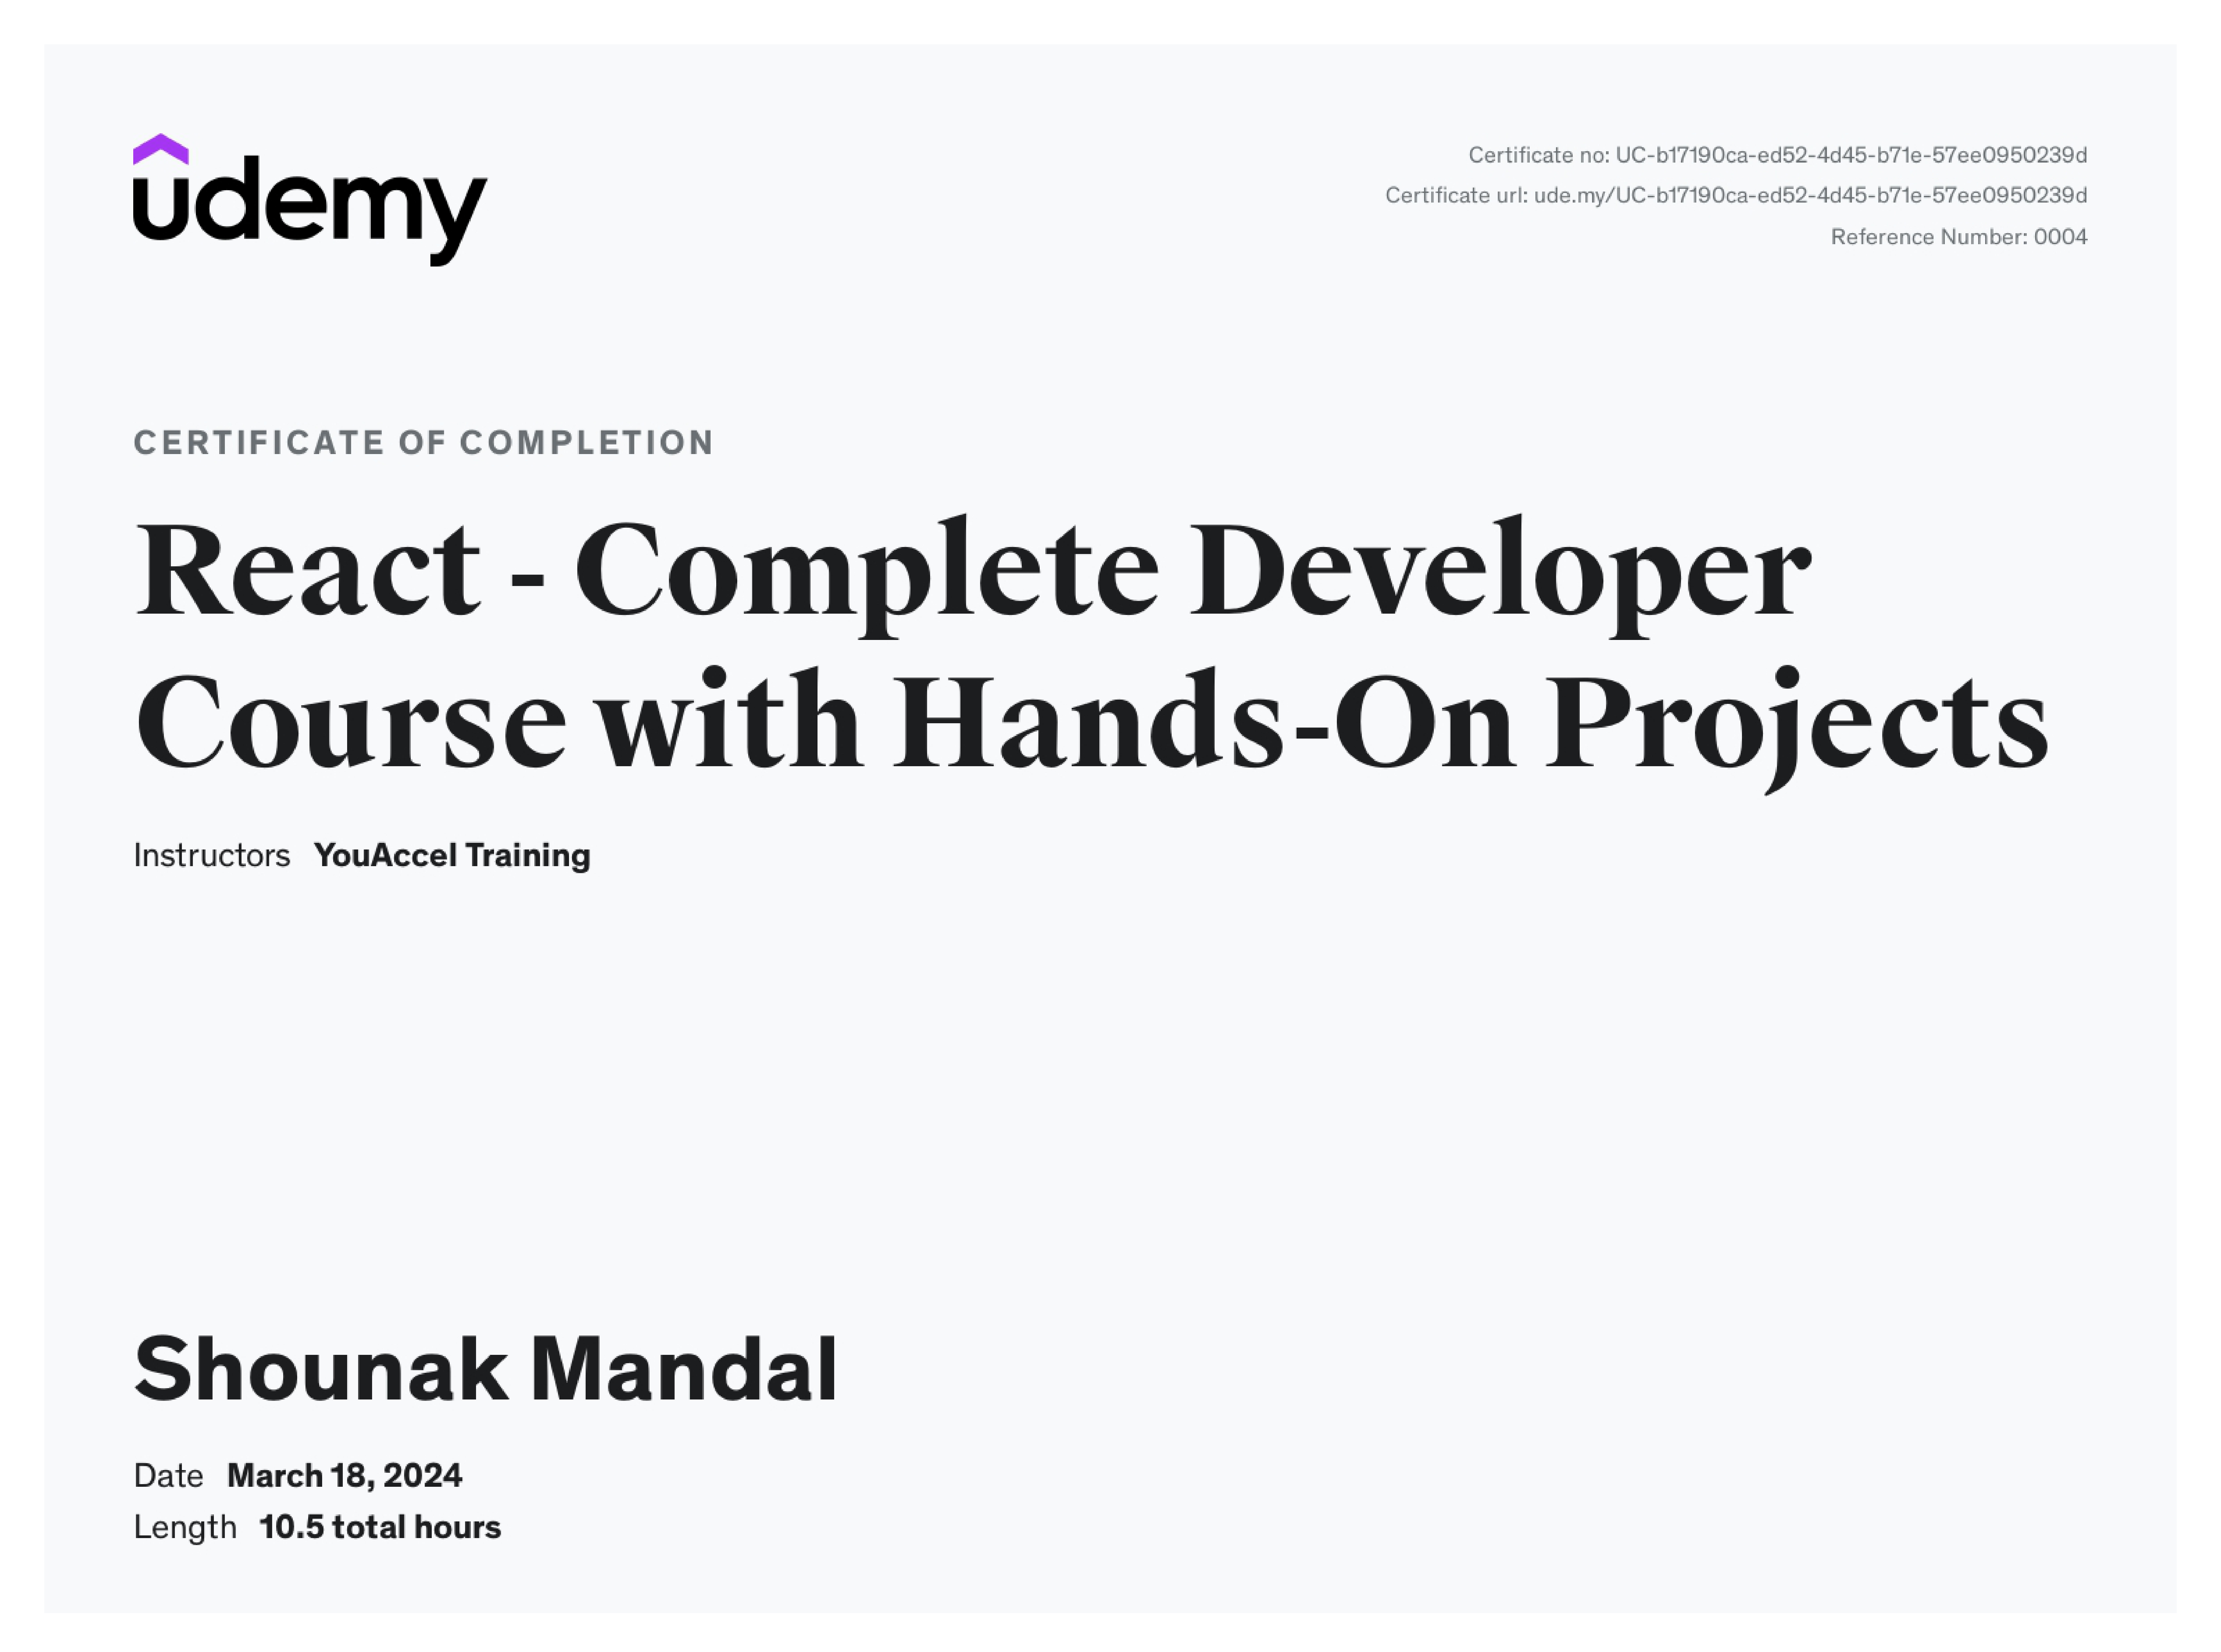 udemy
Certificate no: UC-b17190ca-ed52-4d45-b71e-57ee0950239d
Certificate url: ude.my/UC-b17190ca-ed52-4d45-b71e-57ee0950239d
Reference Number: 0004
CERTIFICATE OF COMPLETION
React - Complete Developer
Course with Hands-On Projects
Instructors YouAccel Training
Shounak Mandal
Date March 18, 2024
Length 10.5 total hours